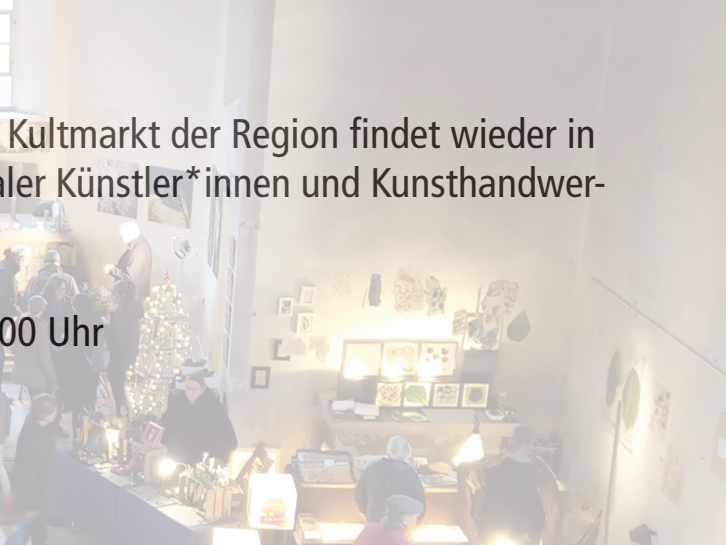 Kultmarkt der Region findet wieder in
aler Künstler*innen und Kunsthandwer-
00 Uhr